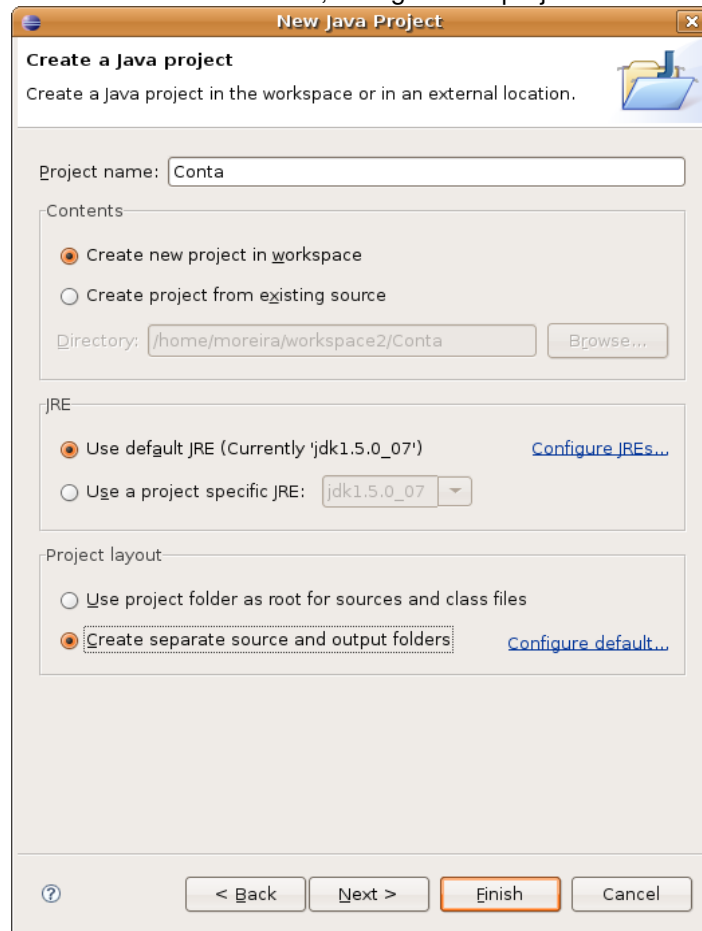 New Java Project
Create a Java project
Create a Java project in the workspace or in an external location.
Project name: Conta
Contents
Create new project in workspace
Create project from existing source
Directory: /home/moreira/workspace2/Conta Browse...
JRE
Use default JRE (Currently 'jdk1.5.0_07') Configure JREs...
Use a project specific JRE: jdk1.5.0_07
Project layout
Use project folder as root for sources and class files
Create separate source and output folders Configure default...
? < Back Next > Finish Cancel